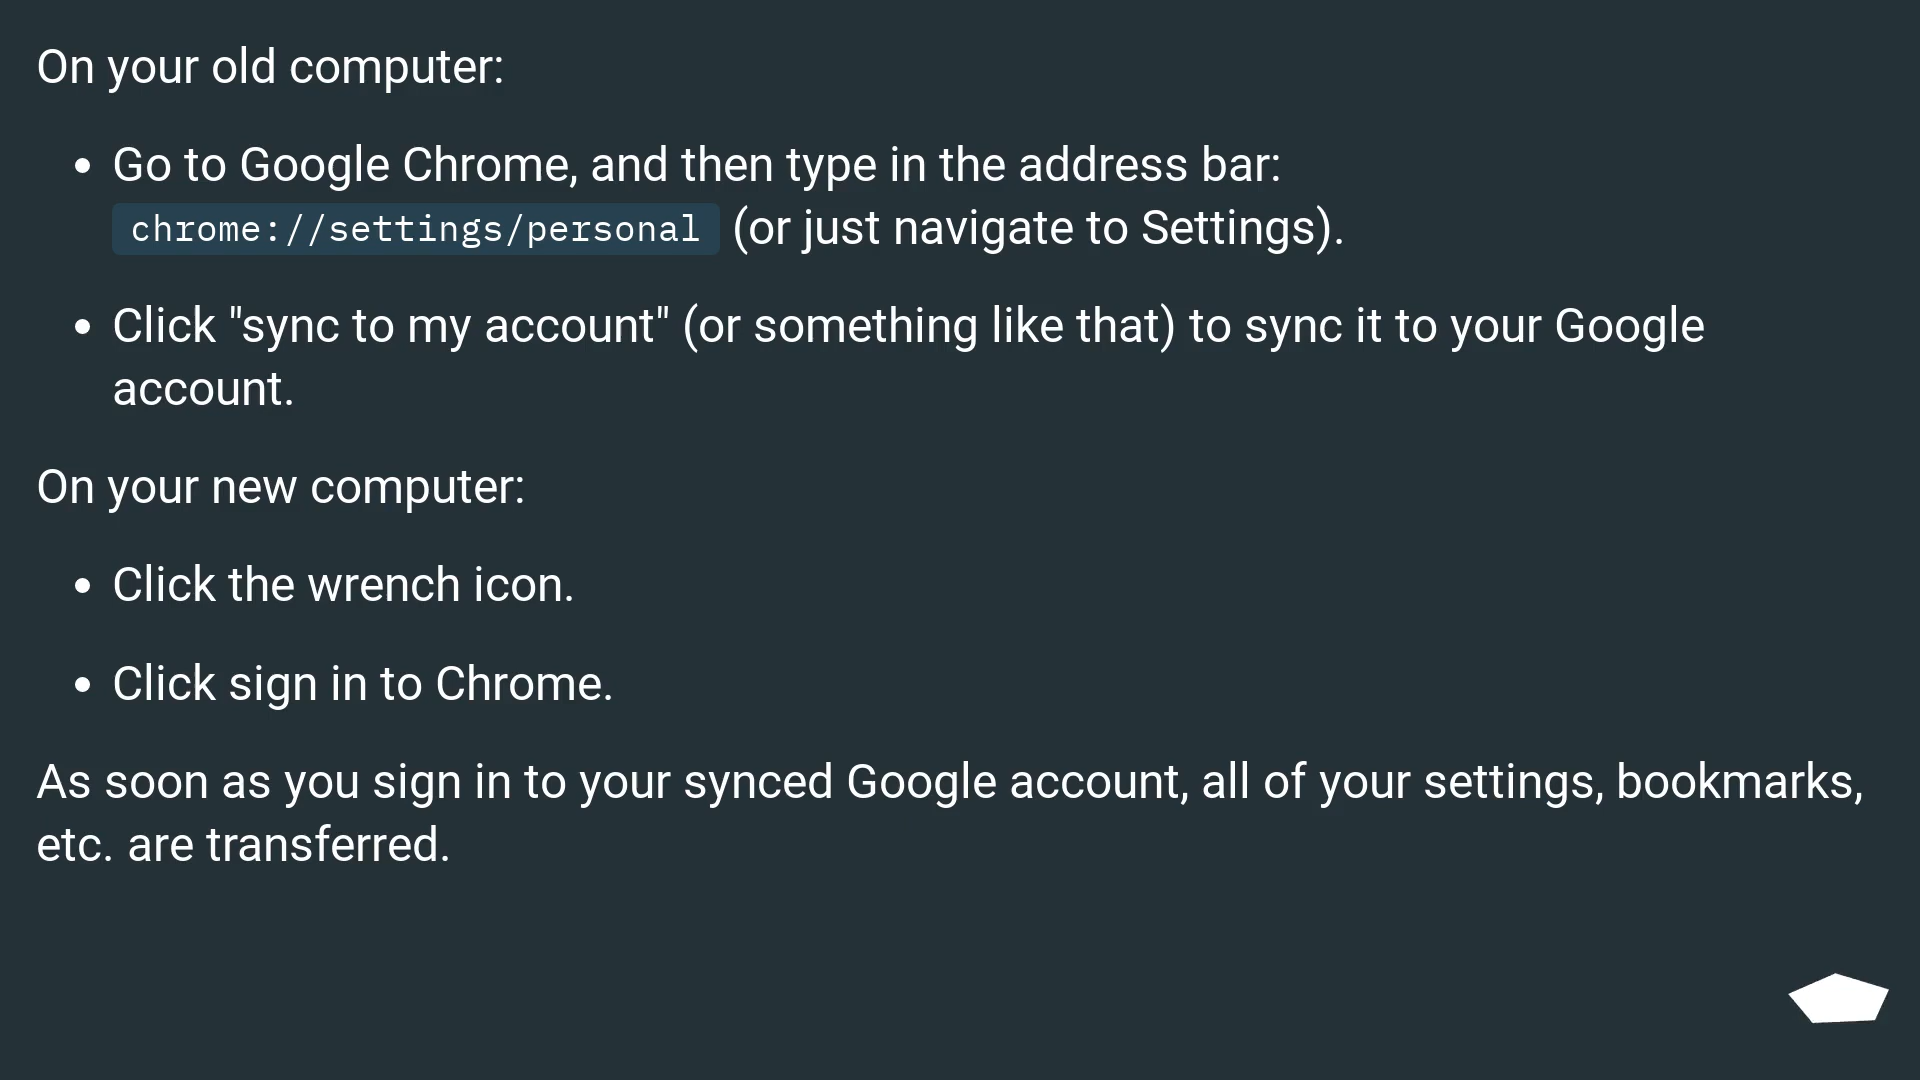 On your old computer:
• Go to Google Chrome, and then type in the address bar:
chrome://settings/personal (or just navigate to Settings).
• Click "sync to my account" (or something like that) to sync it to your Google
account.
On your new computer:
• Click the wrench icon.
• Click sign in to Chrome.
As soon as you sign in to your synced Google account, all of your settings, bookmarks,
etc. are transferred.